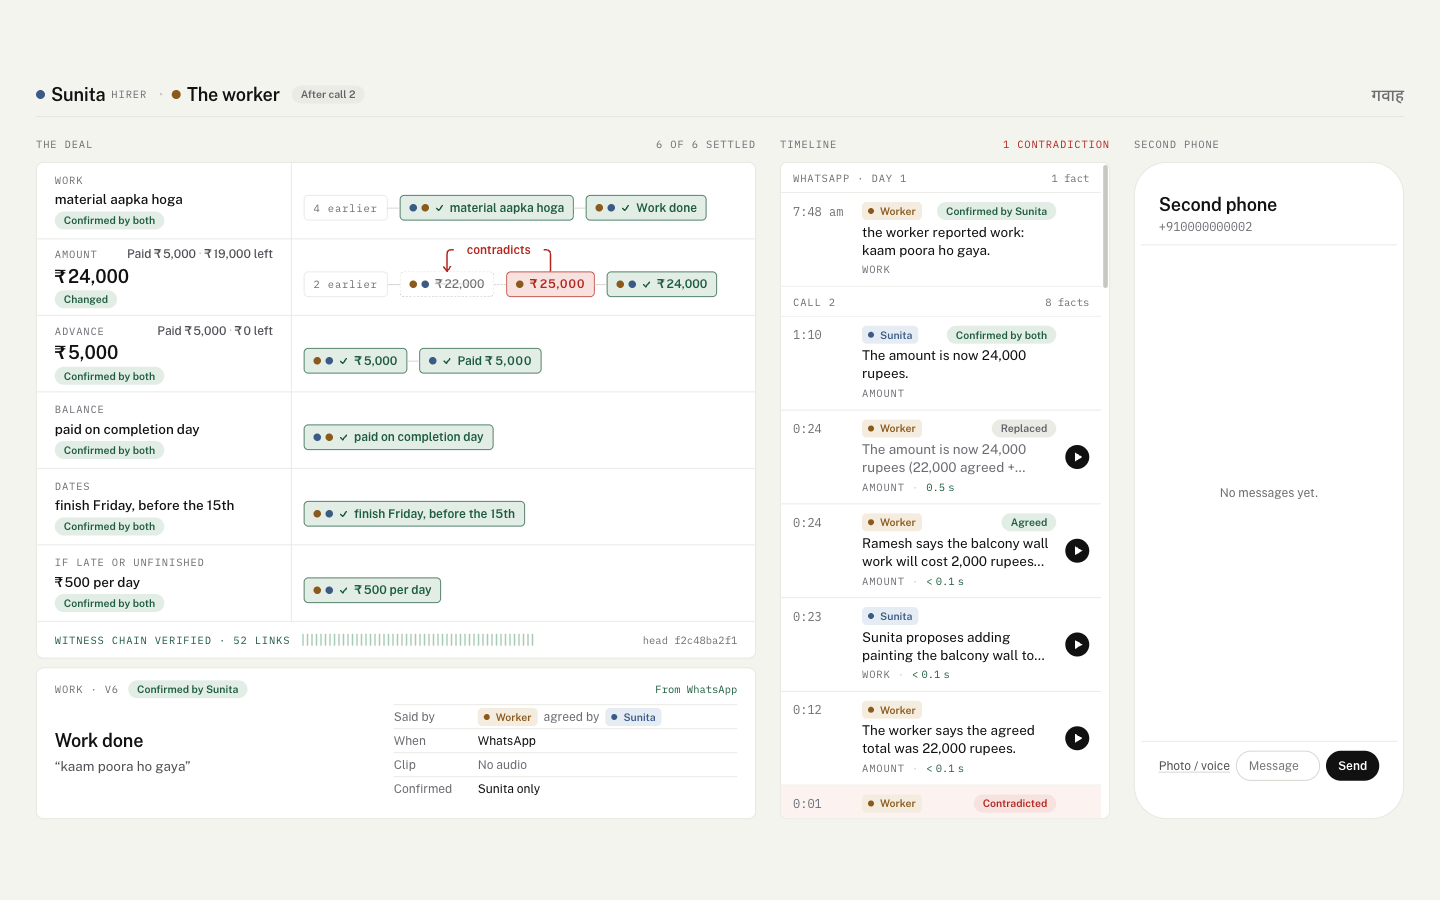 Sunita HIRER · The worker After call 2
गवाह
THE DEAL
6 OF 6 SETTLED
WORK
material aapka hoga
Confirmed by both
4 earlier
✓ material aapka hoga
✓ Work done
AMOUNT
Paid ₹5,000 · ₹19,000 left
₹24,000
Changed
contradicts
2 earlier
₹22,000
₹25,000
✓ ₹24,000
ADVANCE
Paid ₹5,000 · ₹0 left
₹5,000
Confirmed by both
✓ ₹5,000
✓ Paid ₹5,000
BALANCE
paid on completion day
Confirmed by both
✓ paid on completion day
DATES
finish Friday, before the 15th
Confirmed by both
✓ finish Friday, before the 15th
IF LATE OR UNFINISHED
₹500 per day
Confirmed by both
✓ ₹500 per day
WITNESS CHAIN VERIFIED · 52 LINKS
head f2c48ba2f1
WORK · V6 Confirmed by Sunita
From WhatsApp
Work done
“kaam poora ho gaya”
Said by Worker agreed by Sunita
When WhatsApp
Clip No audio
Confirmed Sunita only
TIMELINE
1 CONTRADICTION
WHATSAPP · DAY 1
1 fact
7:48 am Worker Confirmed by Sunita
the worker reported work:
kaam poora ho gaya.
WORK
CALL 2
8 facts
1:10 Sunita Confirmed by both
The amount is now 24,000
rupees.
AMOUNT
0:24 Worker Replaced
The amount is now 24,000
rupees (22,000 agreed +...
AMOUNT · 0.5 s
0:24 Worker Agreed
Ramesh says the balcony wall
work will cost 2,000 rupees...
AMOUNT · <0.1 s
0:23 Sunita
Sunita proposes adding
painting the balcony wall to...
WORK · <0.1 s
0:12 Worker
The worker says the agreed
total was 22,000 rupees.
AMOUNT · <0.1 s
0:01 Worker Contradicted
SECOND PHONE
Second phone
+910000000002
No messages yet.
Photo / voice
Message
Send